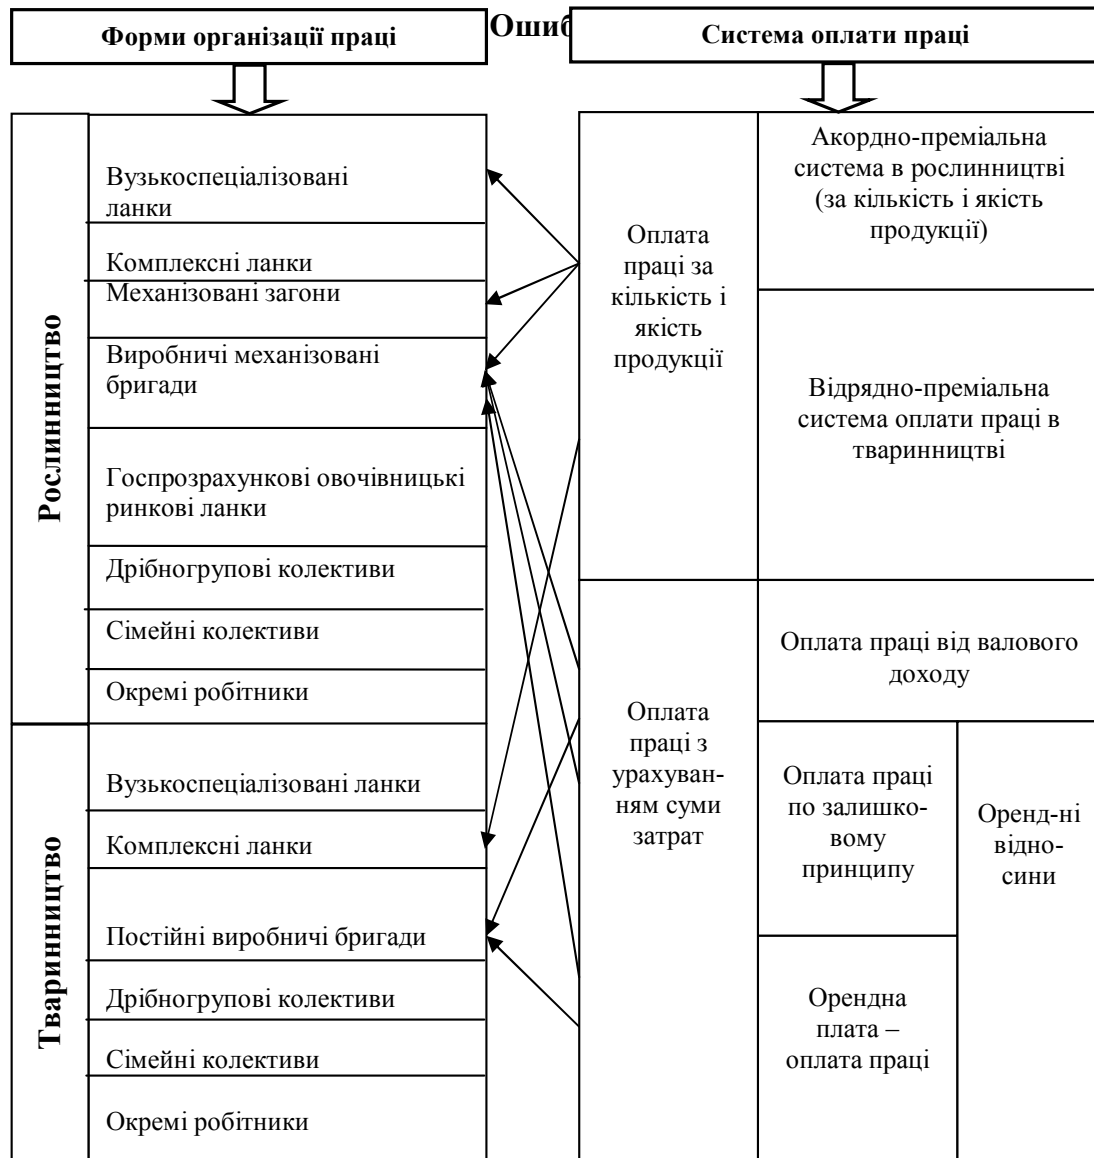 Форми організації праці
Ошиб
Система оплати праці
Рослинництво
Вузькоспеціалізовані
ланки
Комплексні ланки
Механізовані загони
Виробничі механізовані
бригади
Госпрозрахункові овочівницькі
ринкові ланки
Дрібногрупові колективи
Сімейні колективи
Окремі робітники
Тваринництво
Вузькоспеціалізовані ланки
Комплексні ланки
Постійні виробничі бригади
Дрібногрупові колективи
Сімейні колективи
Окремі робітники
Оплата
праці за
кількість і
якість
продукції
Акордно-преміальна
система в рослинництві
(за кількість і якість
продукції)
Відрядно-преміальна
система оплати праці в
тваринництві
Оплата
праці з
урахуван-
ням суми
затрат
Оплата праці від валового
доходу
Оплата праці
по залишко-
вому
принципу
Оренд-ні
відно-
сини
Орендна
плата –
оплата праці